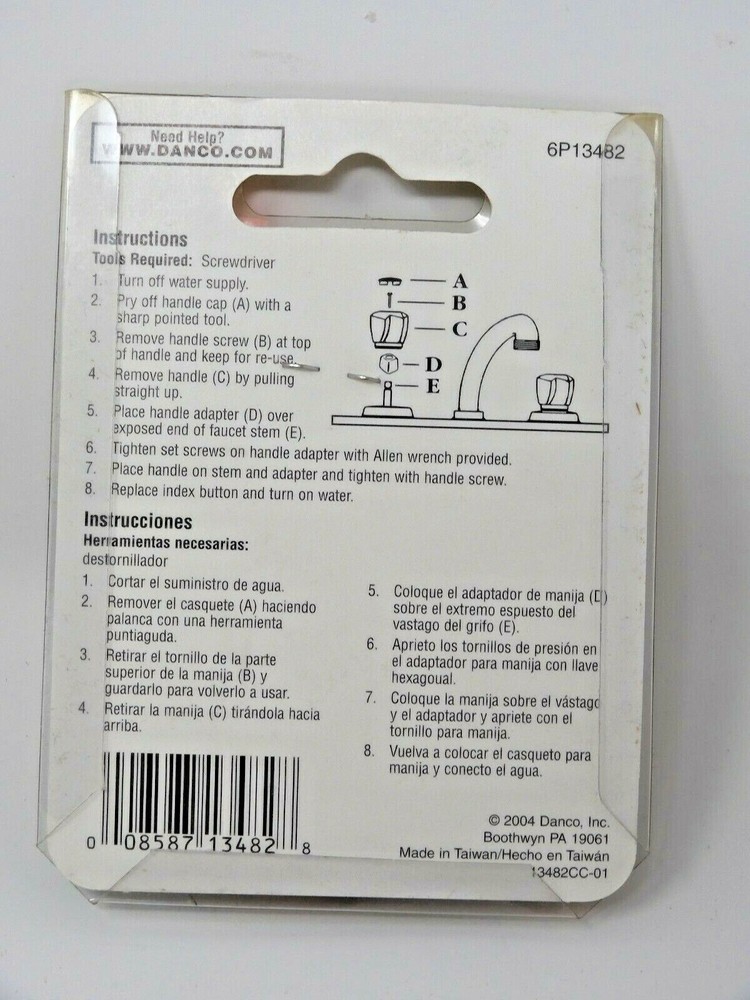 Need Help?
WWW.DANCO.COM
6P13482
Instructions
Tools Required: Screwdriver
1. Turn off water supply.
2. Pry off handle cap (A) with a
sharp pointed tool.
3. Remove handle screw (B) at top
of handle and keep for re-use.
4. Remove handle (C) by pulling
straight up.
5. Place handle adapter (D) over
exposed end of faucet stem (E).
6. Tighten set screws on handle adapter with Allen wrench provided.
7. Place handle on stem and adapter and tighten with handle screw.
8. Replace index button and turn on water.
A
B
C
D
E
Instrucciones
Herramientas necesarias:
destornillador
1. Cortar el suministro de agua.
2. Remover el casquete (A) haciendo
palanca con una herramienta
puntiaguda.
3. Retirar el tornillo de la parte
superior de la manija (B) y
guardarlo para volverlo a usar.
4. Retirar la manija (C) tirándola hacia
arriba.
5. Coloque el adaptador de manija (D)
sobre el extremo espuesto del
vastago del grifo (E).
6. Aprieto los tornillos de presión en
el adaptador para manija con llave
hexagoual.
7. Coloque la manija sobre el vástago
y el adaptador y apriete con el
tornillo para manija.
8. Vuelva a colocar el casqueto para
manija y conecto el agua.
0 08587 13482 8
© 2004 Danco, Inc.
Boothwyn PA 19061
Made in Taiwan/Hecho en Taiwán
13482CC-01